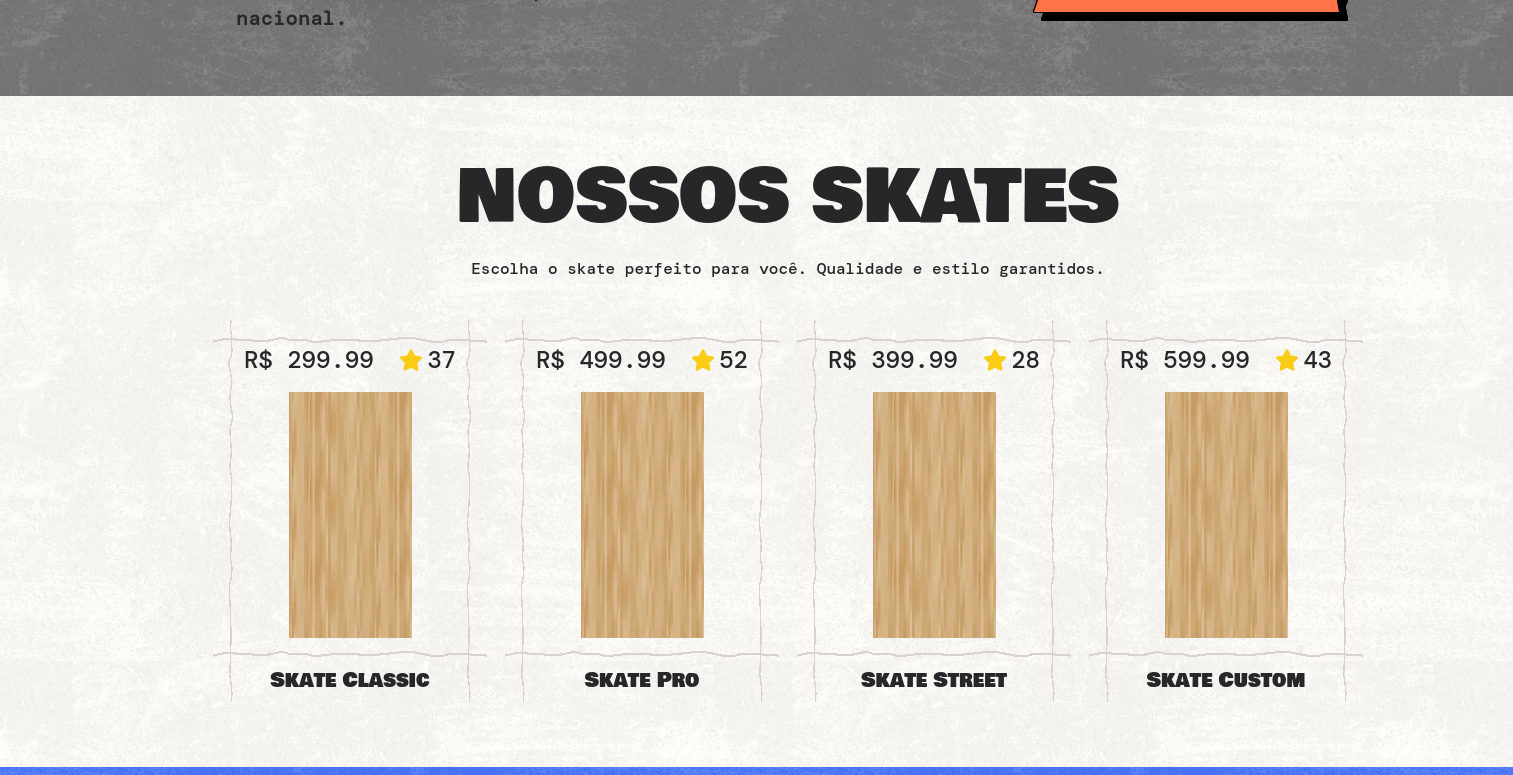 nacional.
NOSSOS SKATES
Escolha o skate perfeito para você. Qualidade e estilo garantidos.
R$ 299.99 37
R$ 499.99 52
R$ 399.99 28
R$ 599.99 43
Skate Classic
Skate Pro
Skate Street
Skate Custom